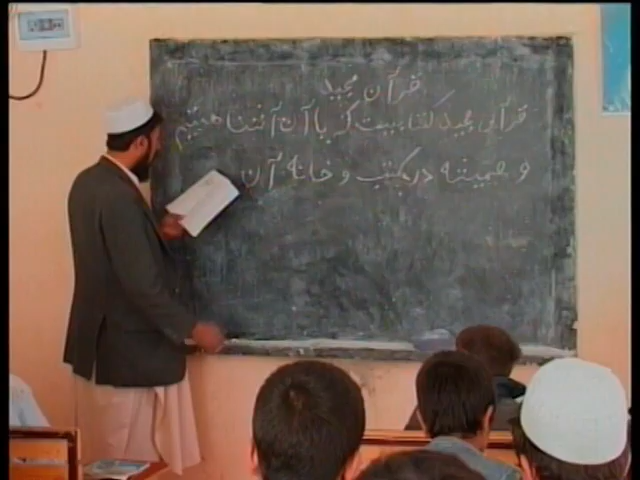 قرآن مجید
قرآن مجید کتابیست که با آن آشنا هستیم
و همیشه در مکتب و خانه آن